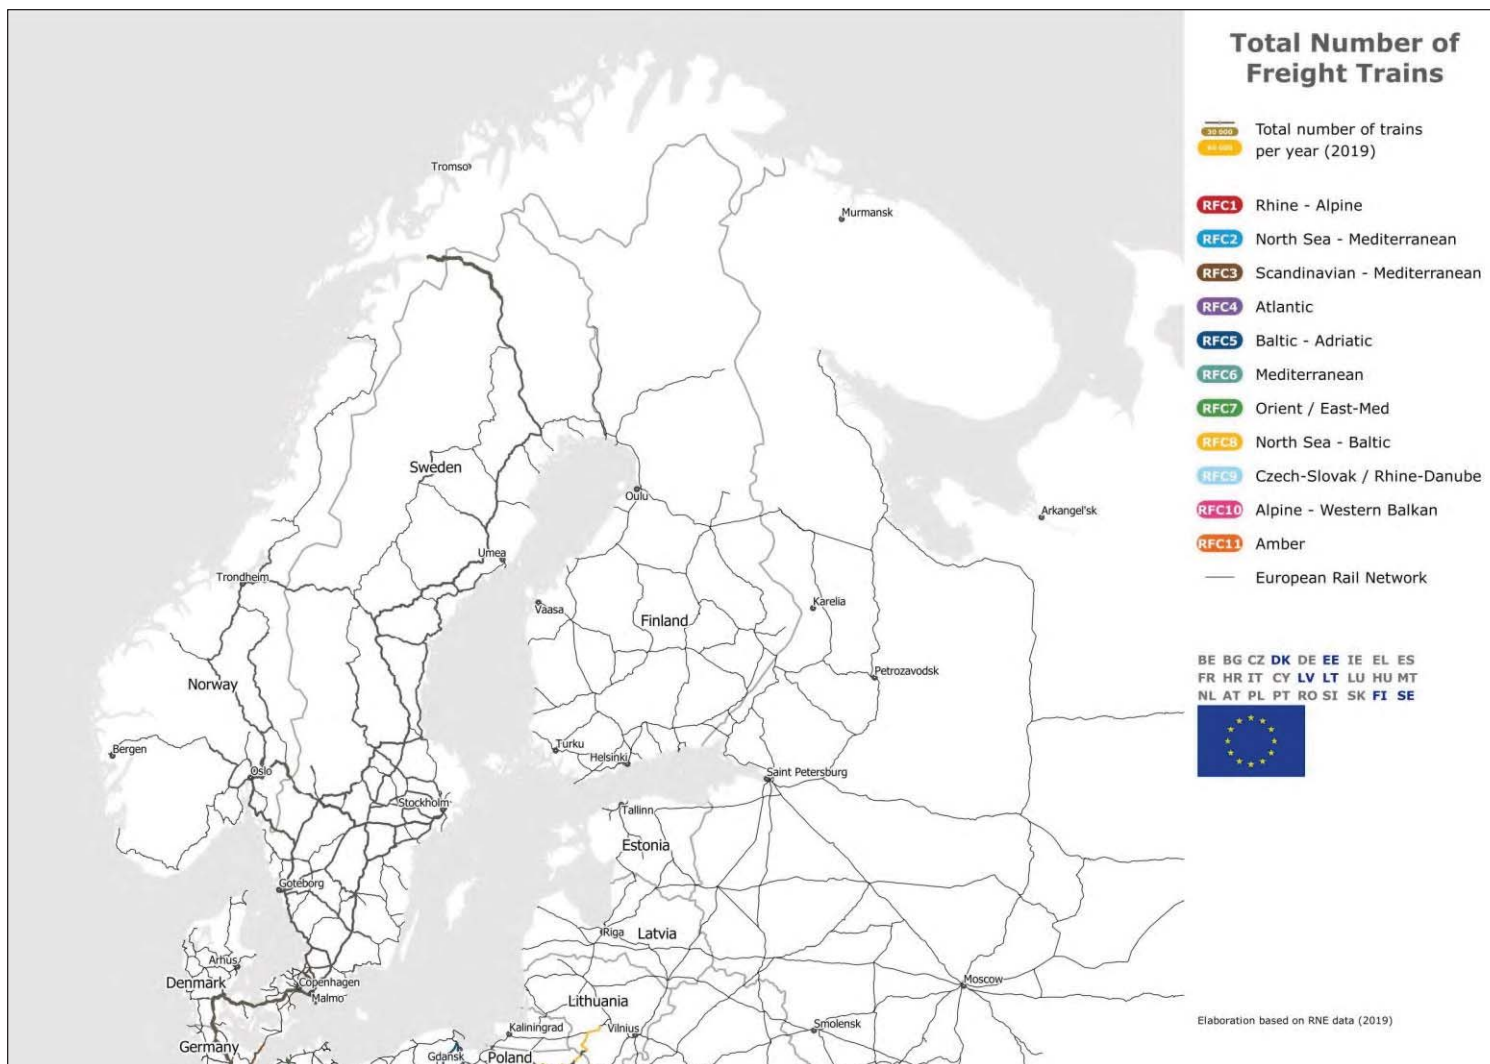 Total Number of
Freight Trains
30 000
60 000
Total number of trains
per year (2019)
RFC1 Rhine - Alpine
RFC2 North Sea - Mediterranean
RFC3 Scandinavian - Mediterranean
RFC4 Atlantic
RFC5 Baltic - Adriatic
RFC6 Mediterranean
RFC7 Orient / East-Med
RFC8 North Sea - Baltic
RFC9 Czech-Slovak / Rhine-Danube
RFC10 Alpine - Western Balkan
RFC11 Amber
European Rail Network
BE BG CZ DK DE EE IE EL ES
FR HR IT CY LV LT LU HU MT
NL AT PL PT RO SI SK FI SE
Elaboration based on RNE data (2019)
Tromso
Murmansk
Sweden
Oulu
Arkangel'sk
Umea
Trondheim
Vaasa
Karelia
Finland
Petrozavodsk
Norway
Bergen
Turku
Helsinki
Oslo
Saint Petersburg
Stockholm
Tallinn
Estonia
Goteborg
Riga
Latvia
Arhus
Denmark
Copenhagen
Malmo
Moscow
Lithuania
Kaliningrad
Vilnius
Smolensk
Germany
Gdansk
Poland